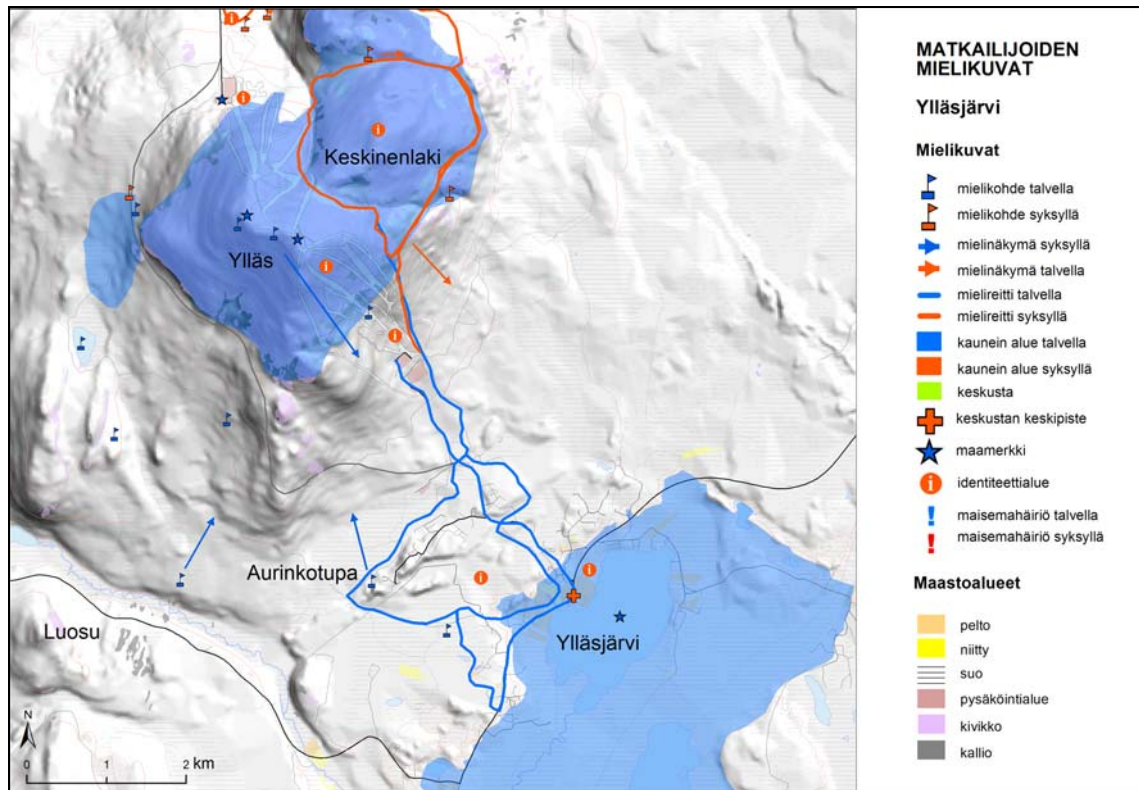 Keskinenlaki
Ylläs
Aurinkotupa
Luosu
Ylläsjärvi
N
0 1 2 km
MATKAILIJOIDEN
MIELIKUVAT
Ylläsjärvi
Mielikuvat
mielikohde talvella
mielikohde syksyllä
mielinäkymä syksyllä
mielinäkymä talvella
mielireitti talvella
mielireitti syksyllä
kaunein alue talvella
kaunein alue syksyllä
keskusta
keskustan keskipiste
maamerkki
identiteettialue
maisemahäiriö talvella
maisemahäiriö syksyllä
Maastoalueet
pelto
niitty
suo
pysäköintialue
kivikko
kallio